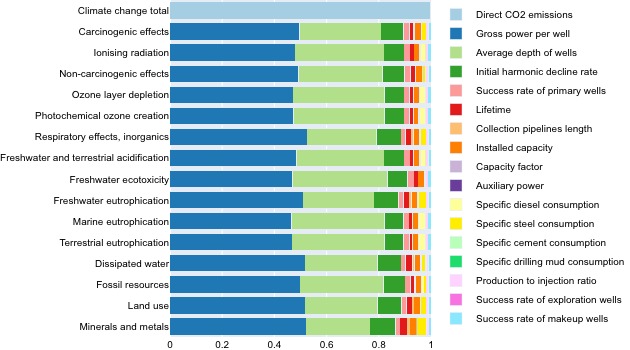 Climate change total
Carcinogenic effects
Ionising radiation
Non-carcinogenic effects
Ozone layer depletion
Photochemical ozone creation
Respiratory effects, inorganics
Freshwater and terrestrial acidification
Freshwater ecotoxicity
Freshwater eutrophication
Marine eutrophication
Terrestrial eutrophication
Dissipated water
Fossil resources
Land use
Minerals and metals
0 0.2 0.4 0.6 0.8 1
Direct CO2 emissions
Gross power per well
Average depth of wells
Initial harmonic decline rate
Success rate of primary wells
Lifetime
Collection pipelines length
Installed capacity
Capacity factor
Auxiliary power
Specific diesel consumption
Specific steel consumption
Specific cement consumption
Specific drilling mud consumption
Production to injection ratio
Success rate of exploration wells
Success rate of makeup wells